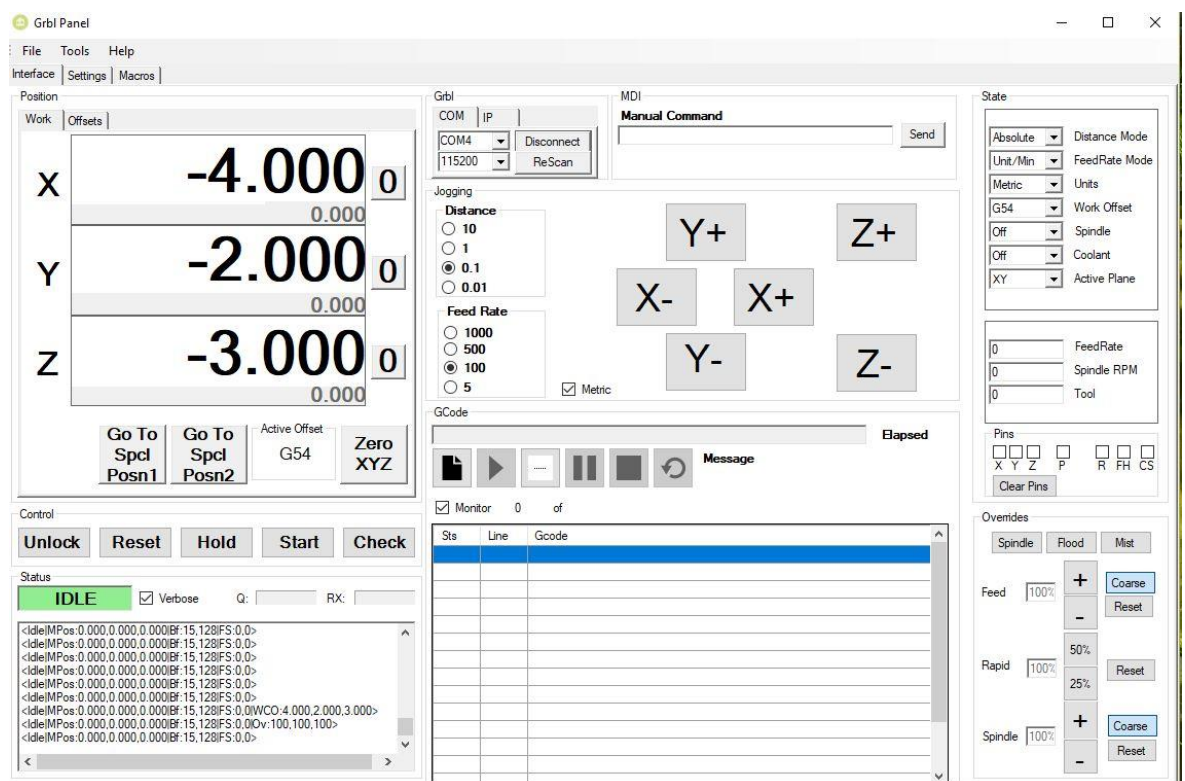 Grbl Panel
File Tools Help
Interface Settings Macros
Position
Work Offsets
X -4.000 0
0.000
Y -2.000 0
0.000
Z -3.000 0
0.000
Go To Spcl Posn1
Go To Spcl Posn2
Active Offset
G54
Zero XYZ
Control
Unlock Reset Hold Start Check
Status
IDLE Verbose Q: RX:
<Idle|MPos:0.000,0.000,0.000|Bf:15,128|FS:0,0>
<Idle|MPos:0.000,0.000,0.000|Bf:15,128|FS:0,0>
<Idle|MPos:0.000,0.000,0.000|Bf:15,128|FS:0,0>
<Idle|MPos:0.000,0.000,0.000|Bf:15,128|FS:0,0>
<Idle|MPos:0.000,0.000,0.000|Bf:15,128|FS:0,0>
<Idle|MPos:0.000,0.000,0.000|Bf:15,128|FS:0,0>
<Idle|MPos:0.000,0.000,0.000|Bf:15,128|FS:0,0|WCO:4.000,2.000,3.000>
<Idle|MPos:0.000,0.000,0.000|Bf:15,128|FS:0,0|Ov:100,100,100>
<Idle|MPos:0.000,0.000,0.000|Bf:15,128|FS:0,0>
Grbl
COM IP
COM4 Disconnect
115200 ReScan
MDI
Manual Command
Send
Jogging
Distance
10
1
0.1
0.01
Feed Rate
1000
500
100
5
Metric
Y+ Z+
X- X+
Y- Z-
GCode
Elapsed
Message
Monitor 0 of
Sts Line Gcode
State
Absolute Distance Mode
Unit/Min FeedRate Mode
Metric Units
G54 Work Offset
Off Spindle
Off Coolant
XY Active Plane
0 FeedRate
0 Spindle RPM
0 Tool
Pins
X Y Z P R FH CS
Clear Pins
Overrides
Spindle Flood Mist
Feed 100% + Coarse
- Reset
Rapid 100% 50% Reset
25%
Spindle 100% + Coarse
- Reset